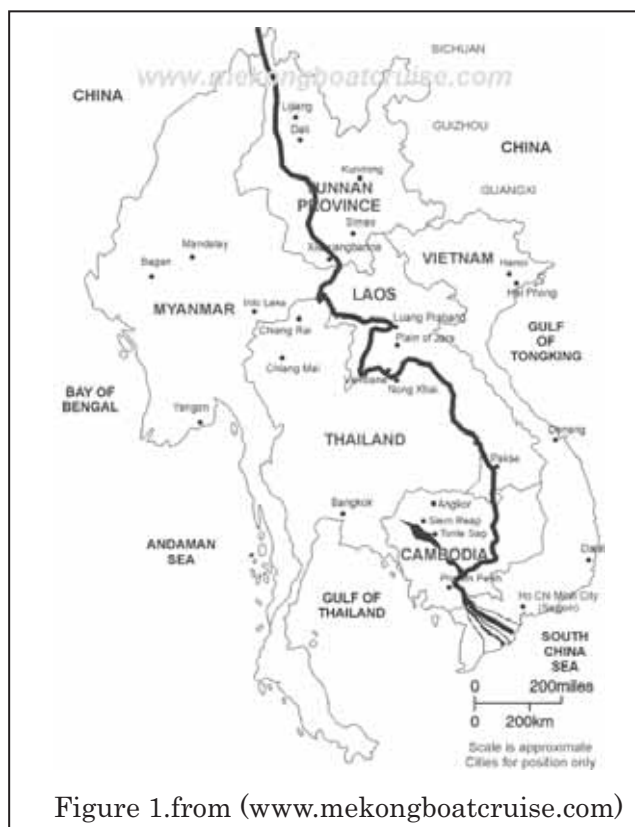 www.mekongboatcruise.com
SICHUAN
CHINA
Dali
GUIZHOU
CHINA
Kunming
YUNNAN
PROVINCE
GUANGXI
Simao
VIETNAM
Mandalay
Hanoi
Bagan
Hai Phong
LAOS
MYANMAR
Inle Lake
Luang Prabang
Chiang Rai
Plain of Jars
GULF
OF
TONGKING
Chiang Mai
Vientiane
Nong Khai
BAY OF
BENGAL
Yangon
THAILAND
Danang
Pakse
Bangkok
Angkor
Siem Reap
Tonle Sap
ANDAMAN
SEA
CAMBODIA
Dalat
Phnom Penh
GULF OF
THAILAND
Ho Chi Minh City
(Saigon)
SOUTH
CHINA
SEA
0 200miles
0 200km
Scale is approximate
Cities for position only
Figure 1.from (www.mekongboatcruise.com)